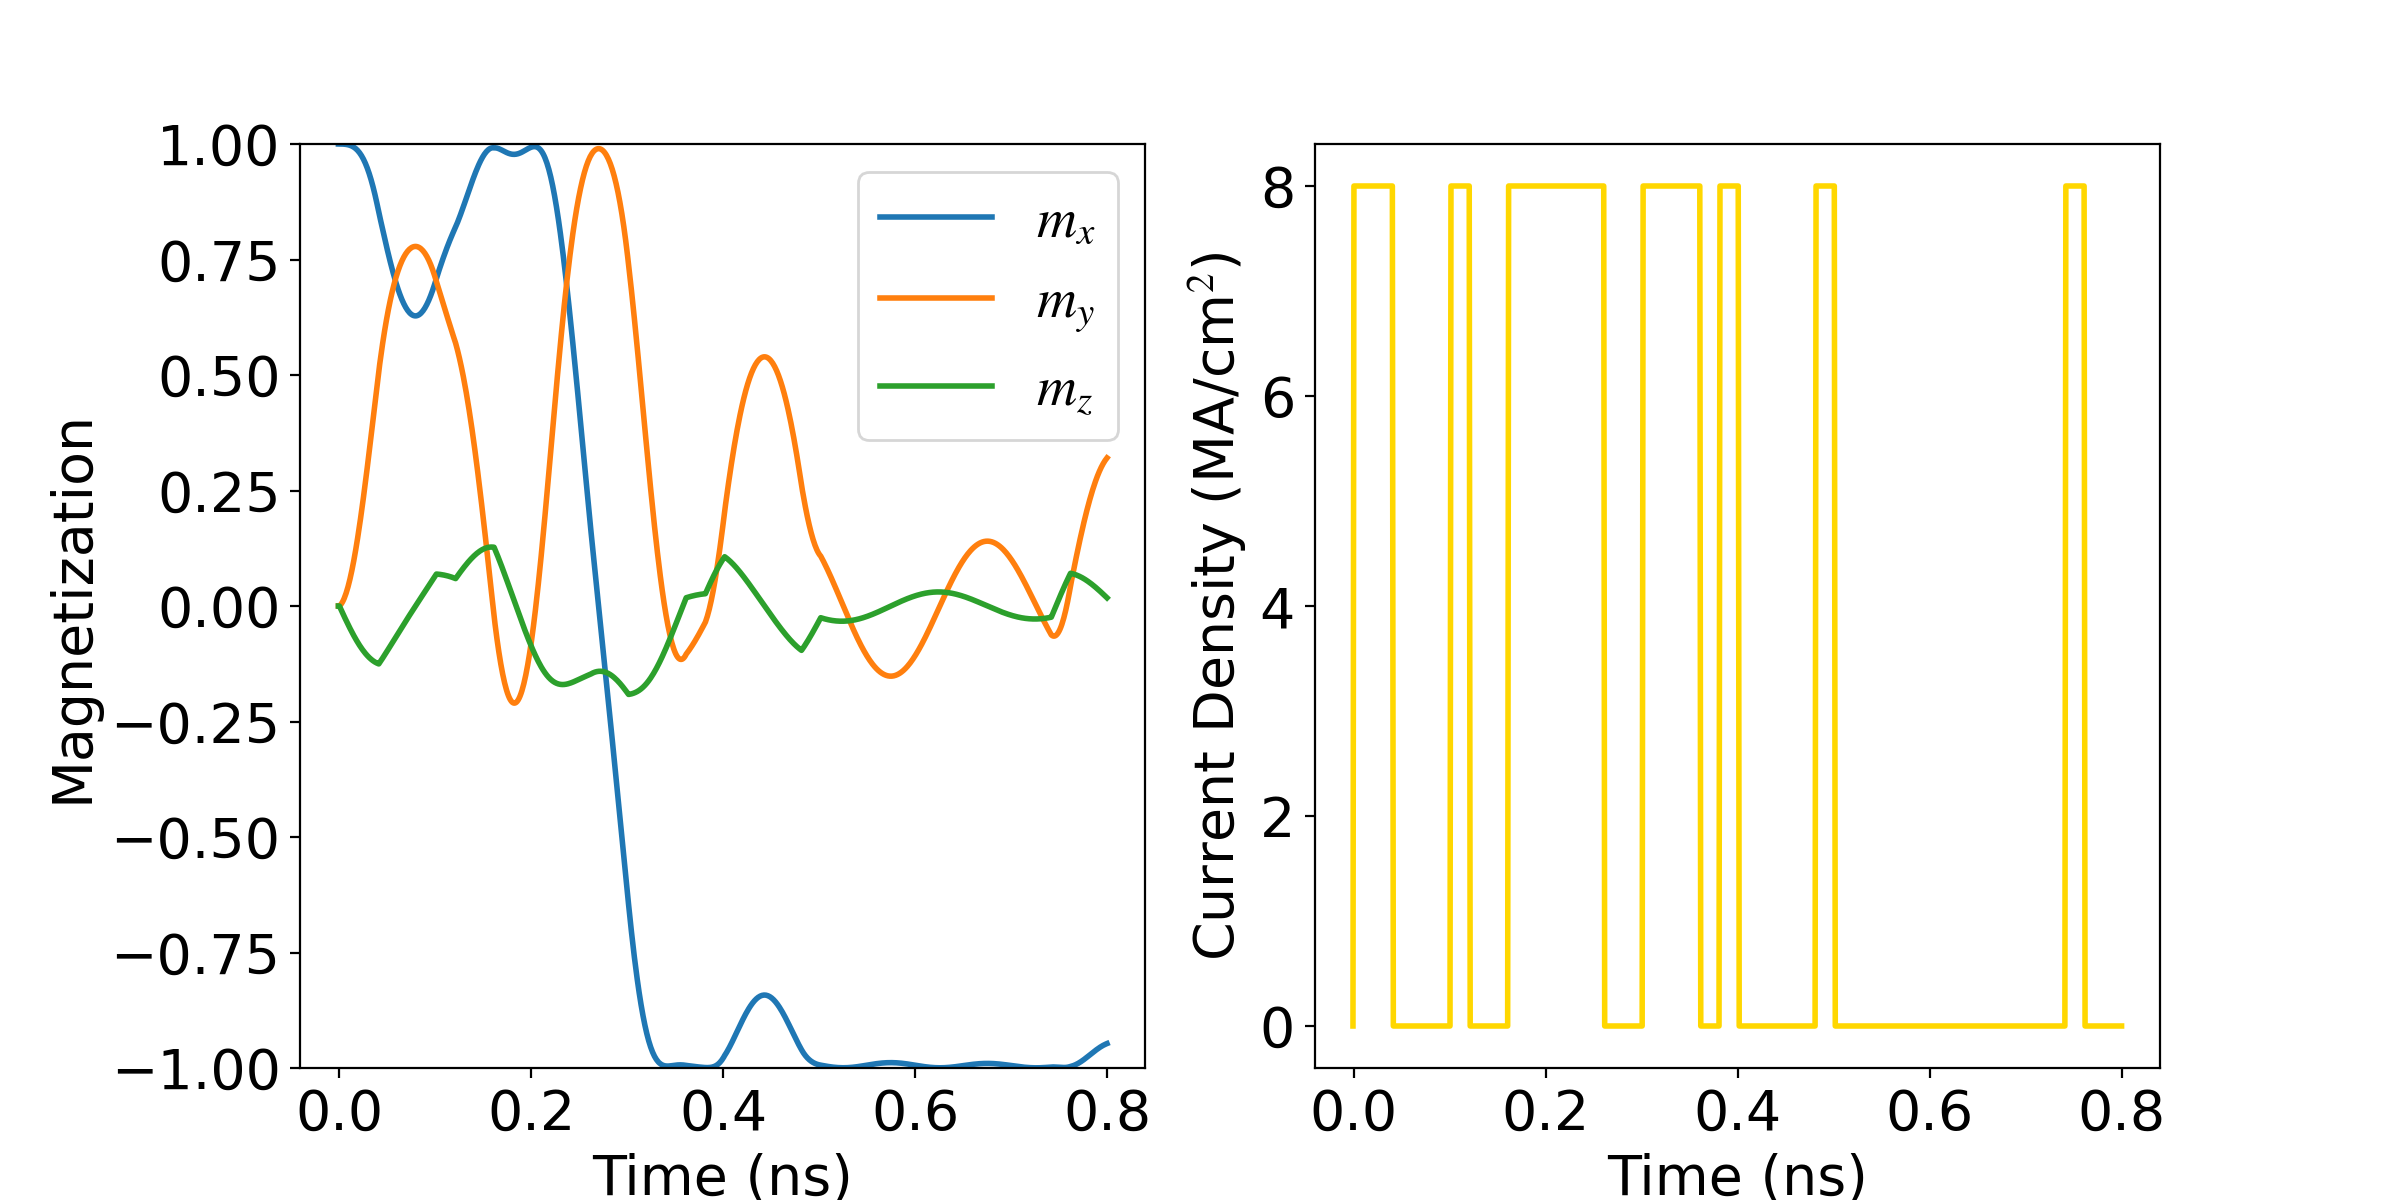 1.00
0.75
0.50
0.25
0.00
−0.25
−0.50
−0.75
−1.00
Magnetization
0.0 0.2 0.4 0.6 0.8
Time (ns)
m_x
m_y
m_z
8
6
4
2
0
Current Density (MA/cm²)
0.0 0.2 0.4 0.6 0.8
Time (ns)